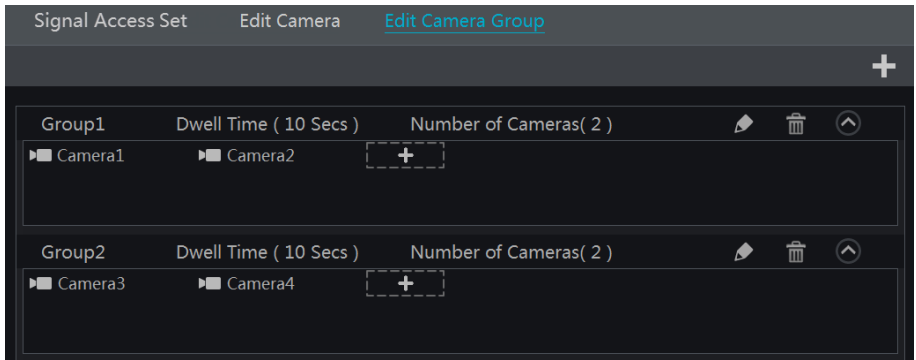 Signal Access Set Edit Camera Edit Camera Group
Group1 Dwell Time ( 10 Secs ) Number of Cameras( 2 )
Camera1 Camera2
Group2 Dwell Time ( 10 Secs ) Number of Cameras( 2 )
Camera3 Camera4